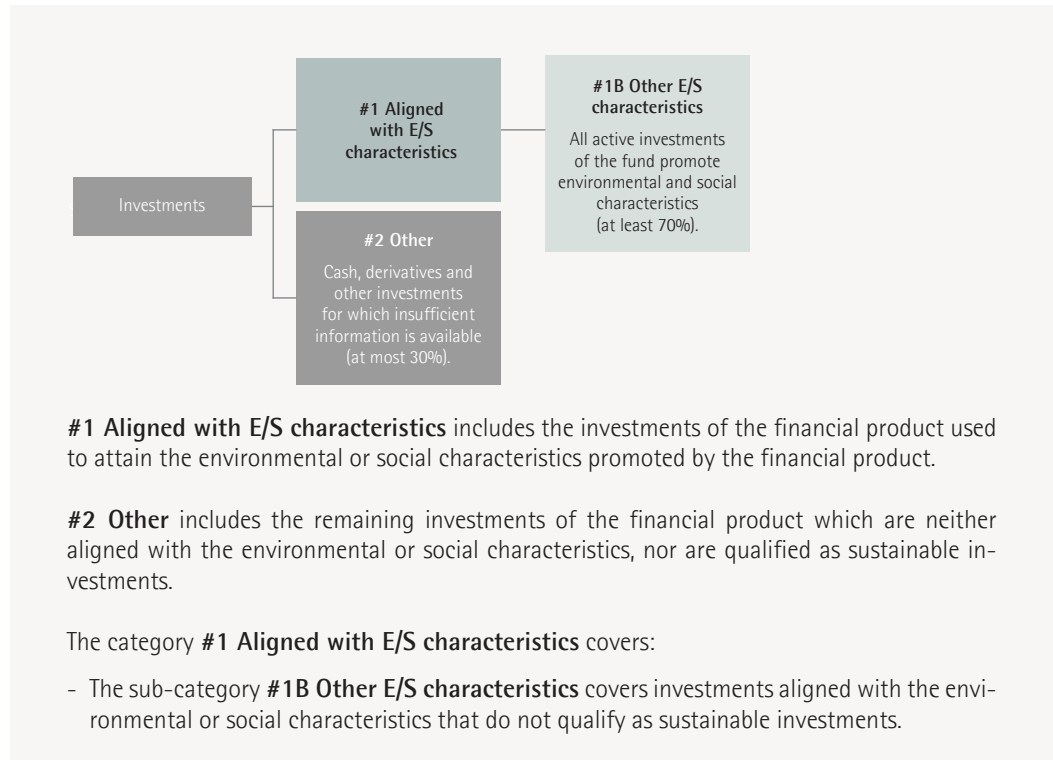 #1 Aligned
with E/S
characteristics
#1B Other E/S
characteristics
All active investments
of the fund promote
environmental and social
characteristics
(at least 70%).
Investments
#2 Other
Cash, derivatives and
other investments
for which insufficient
information is available
(at most 30%).
#1 Aligned with E/S characteristics includes the investments of the financial product used
to attain the environmental or social characteristics promoted by the financial product.
#2 Other includes the remaining investments of the financial product which are neither
aligned with the environmental or social characteristics, nor are qualified as sustainable in-
vestments.
The category #1 Aligned with E/S characteristics covers:
- The sub-category #1B Other E/S characteristics covers investments aligned with the envi-
ronmental or social characteristics that do not qualify as sustainable investments.